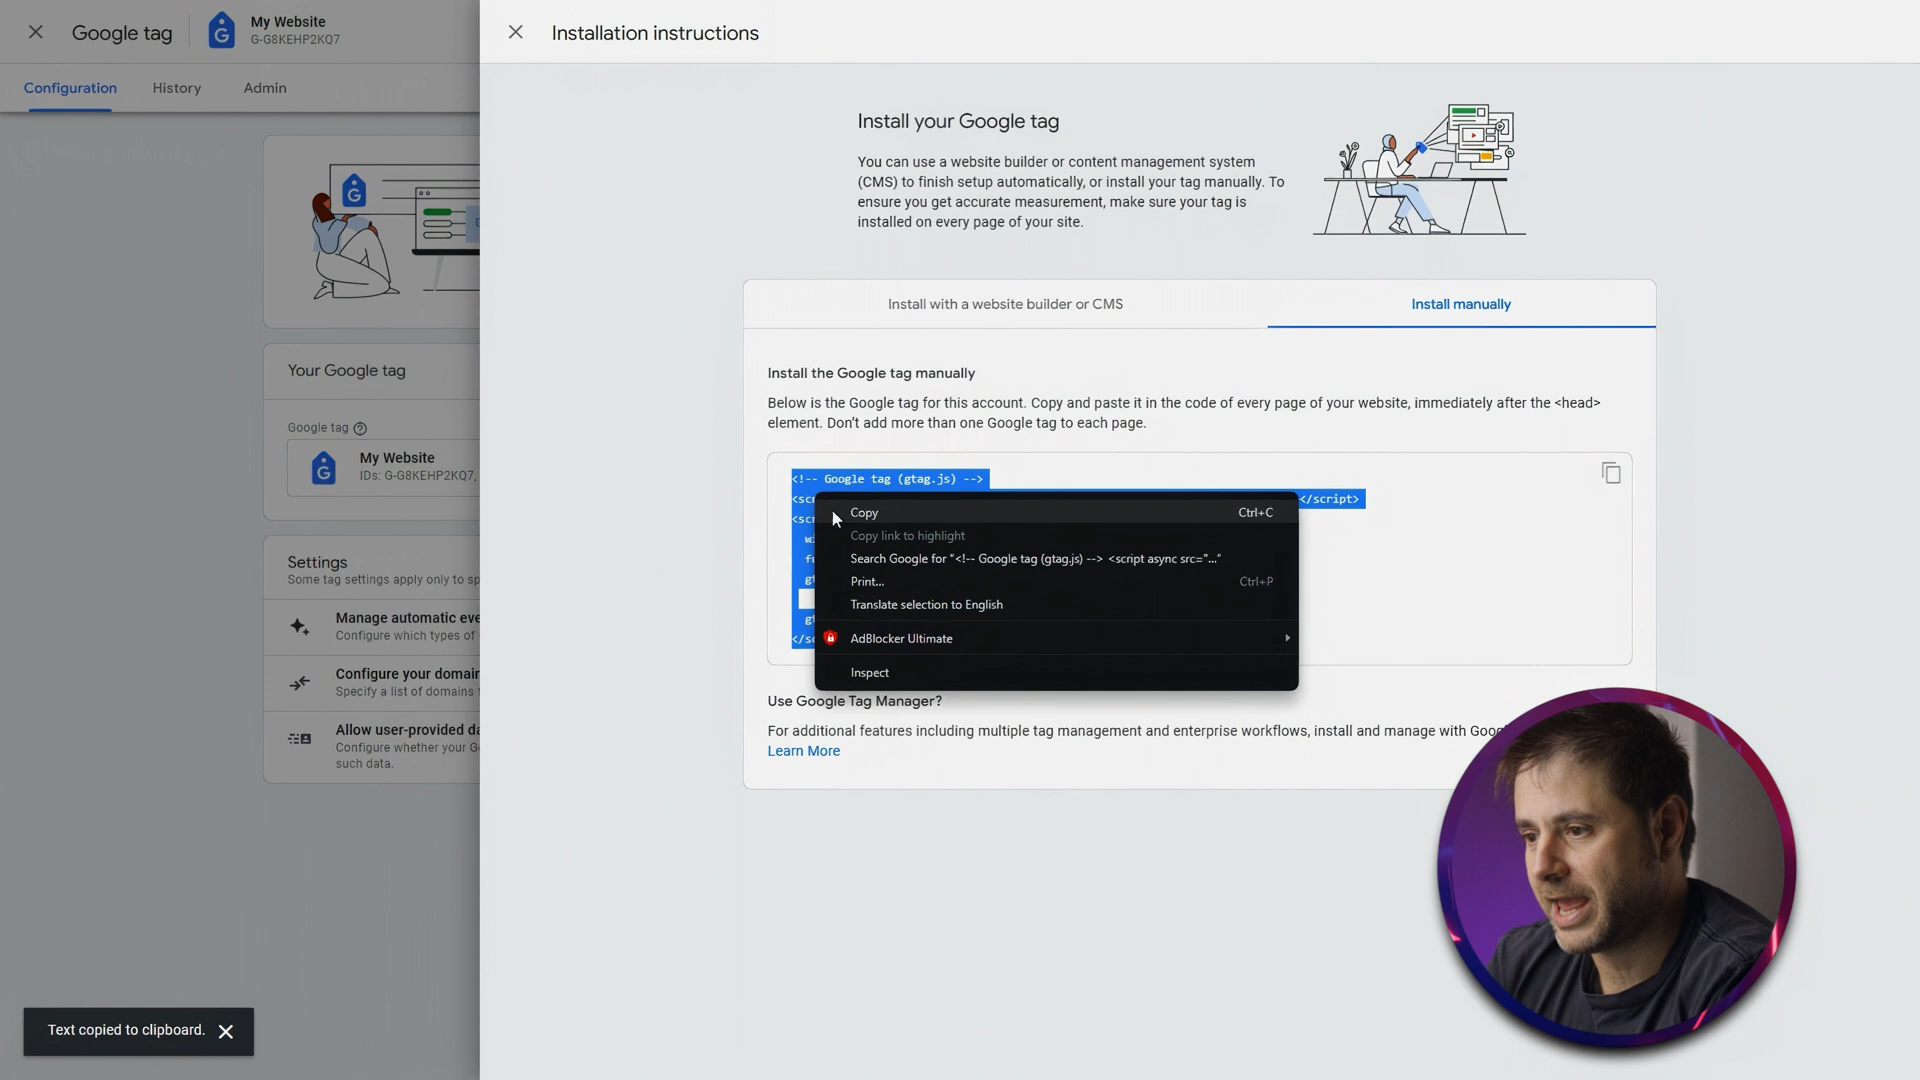 Google tag
My Website
G-G8KEHP2KQ7
Configuration
History
Admin
Your Google tag
Google tag
My Website
IDs: G-G8KEHP2KQ7,
Settings
Some tag settings apply only to sp
Manage automatic eve
Configure which types of
Configure your domain
Specify a list of domains
Allow user-provided da
Configure whether your G
such data.
Text copied to clipboard.
Installation instructions
Install your Google tag
You can use a website builder or content management system
(CMS) to finish setup automatically, or install your tag manually. To
ensure you get accurate measurement, make sure your tag is
installed on every page of your site.
Install with a website builder or CMS
Install manually
Install the Google tag manually
Below is the Google tag for this account. Copy and paste it in the code of every page of your website, immediately after the <head>
element. Don't add more than one Google tag to each page.
<!-- Google tag (gtag.js) -->
<scr </script>
<scr
wi
fu
gt
gt
</sc
Copy Ctrl+C
Copy link to highlight
Search Google for "<!-- Google tag (gtag.js) --> <script async src="..."
Print... Ctrl+P
Translate selection to English
AdBlocker Ultimate
Inspect
Use Google Tag Manager?
For additional features including multiple tag management and enterprise workflows, install and manage with Goog
Learn More